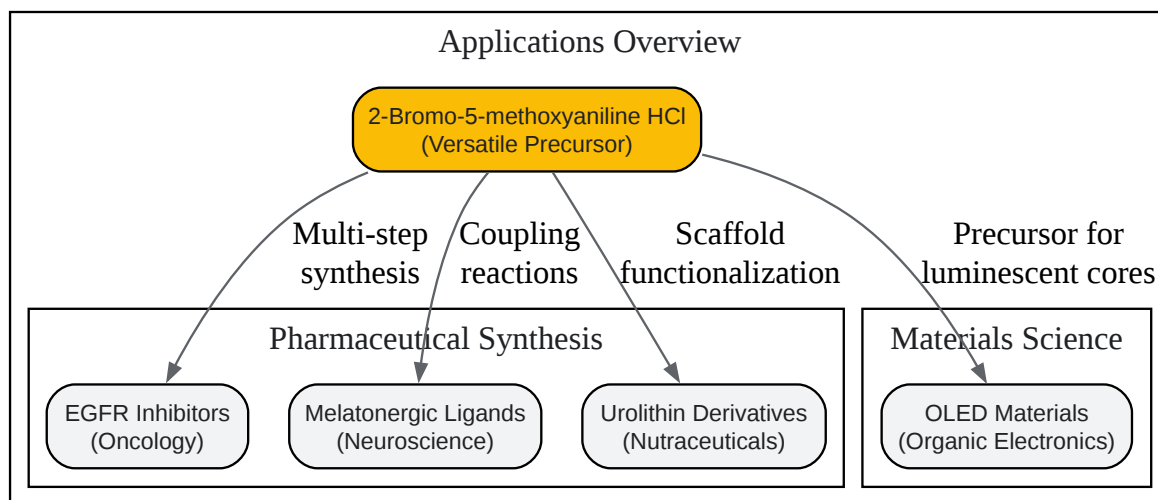 Applications Overview
2-Bromo-5-methoxyaniline HCl
(Versatile Precursor)
Multi-step
synthesis
Coupling
reactions
Scaffold
functionalization
Precursor for
luminescent cores
Pharmaceutical Synthesis
Materials Science
EGFR Inhibitors
(Oncology)
Melatonergic Ligands
(Neuroscience)
Urolithin Derivatives
(Nutraceuticals)
OLED Materials
(Organic Electronics)